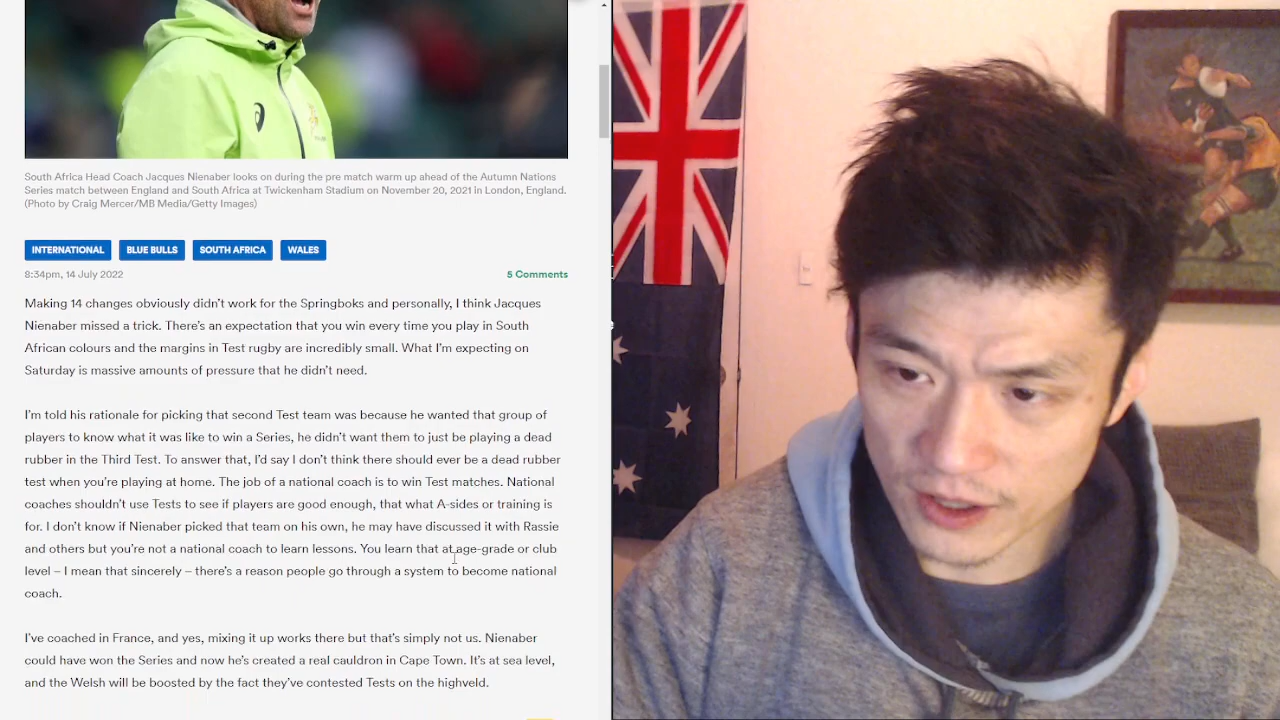 South Africa Head Coach Jacques Nienaber looks on during the pre match warm up ahead of the Autumn Nations
Series match between England and South Africa at Twickenham Stadium on November 20, 2021 in London, England.
(Photo by Craig Mercer/MB Media/Getty Images)
INTERNATIONAL BLUE BULLS SOUTH AFRICA WALES
8:34pm, 14 July 2022 5 Comments
Making 14 changes obviously didn't work for the Springboks and personally, I think Jacques
Nienaber missed a trick. There's an expectation that you win every time you play in South
African colours and the margins in Test rugby are incredibly small. What I'm expecting on
Saturday is massive amounts of pressure that he didn't need.
I'm told his rationale for picking that second Test team was because he wanted that group of
players to know what it was like to win a Series, he didn't want them to just be playing a dead
rubber in the Third Test. To answer that, I'd say I don't think there should ever be a dead rubber
test when you're playing at home. The job of a national coach is to win Test matches. National
coaches shouldn't use Tests to see if players are good enough, that what A-sides or training is
for. I don't know if Nienaber picked that team on his own, he may have discussed it with Rassie
and others but you're not a national coach to learn lessons. You learn that at age-grade or club
level – I mean that sincerely – there's a reason people go through a system to become national
coach.
I've coached in France, and yes, mixing it up works there but that's simply not us. Nienaber
could have won the Series and now he's created a real cauldron in Cape Town. It's at sea level,
and the Welsh will be boosted by the fact they've contested Tests on the highveld.